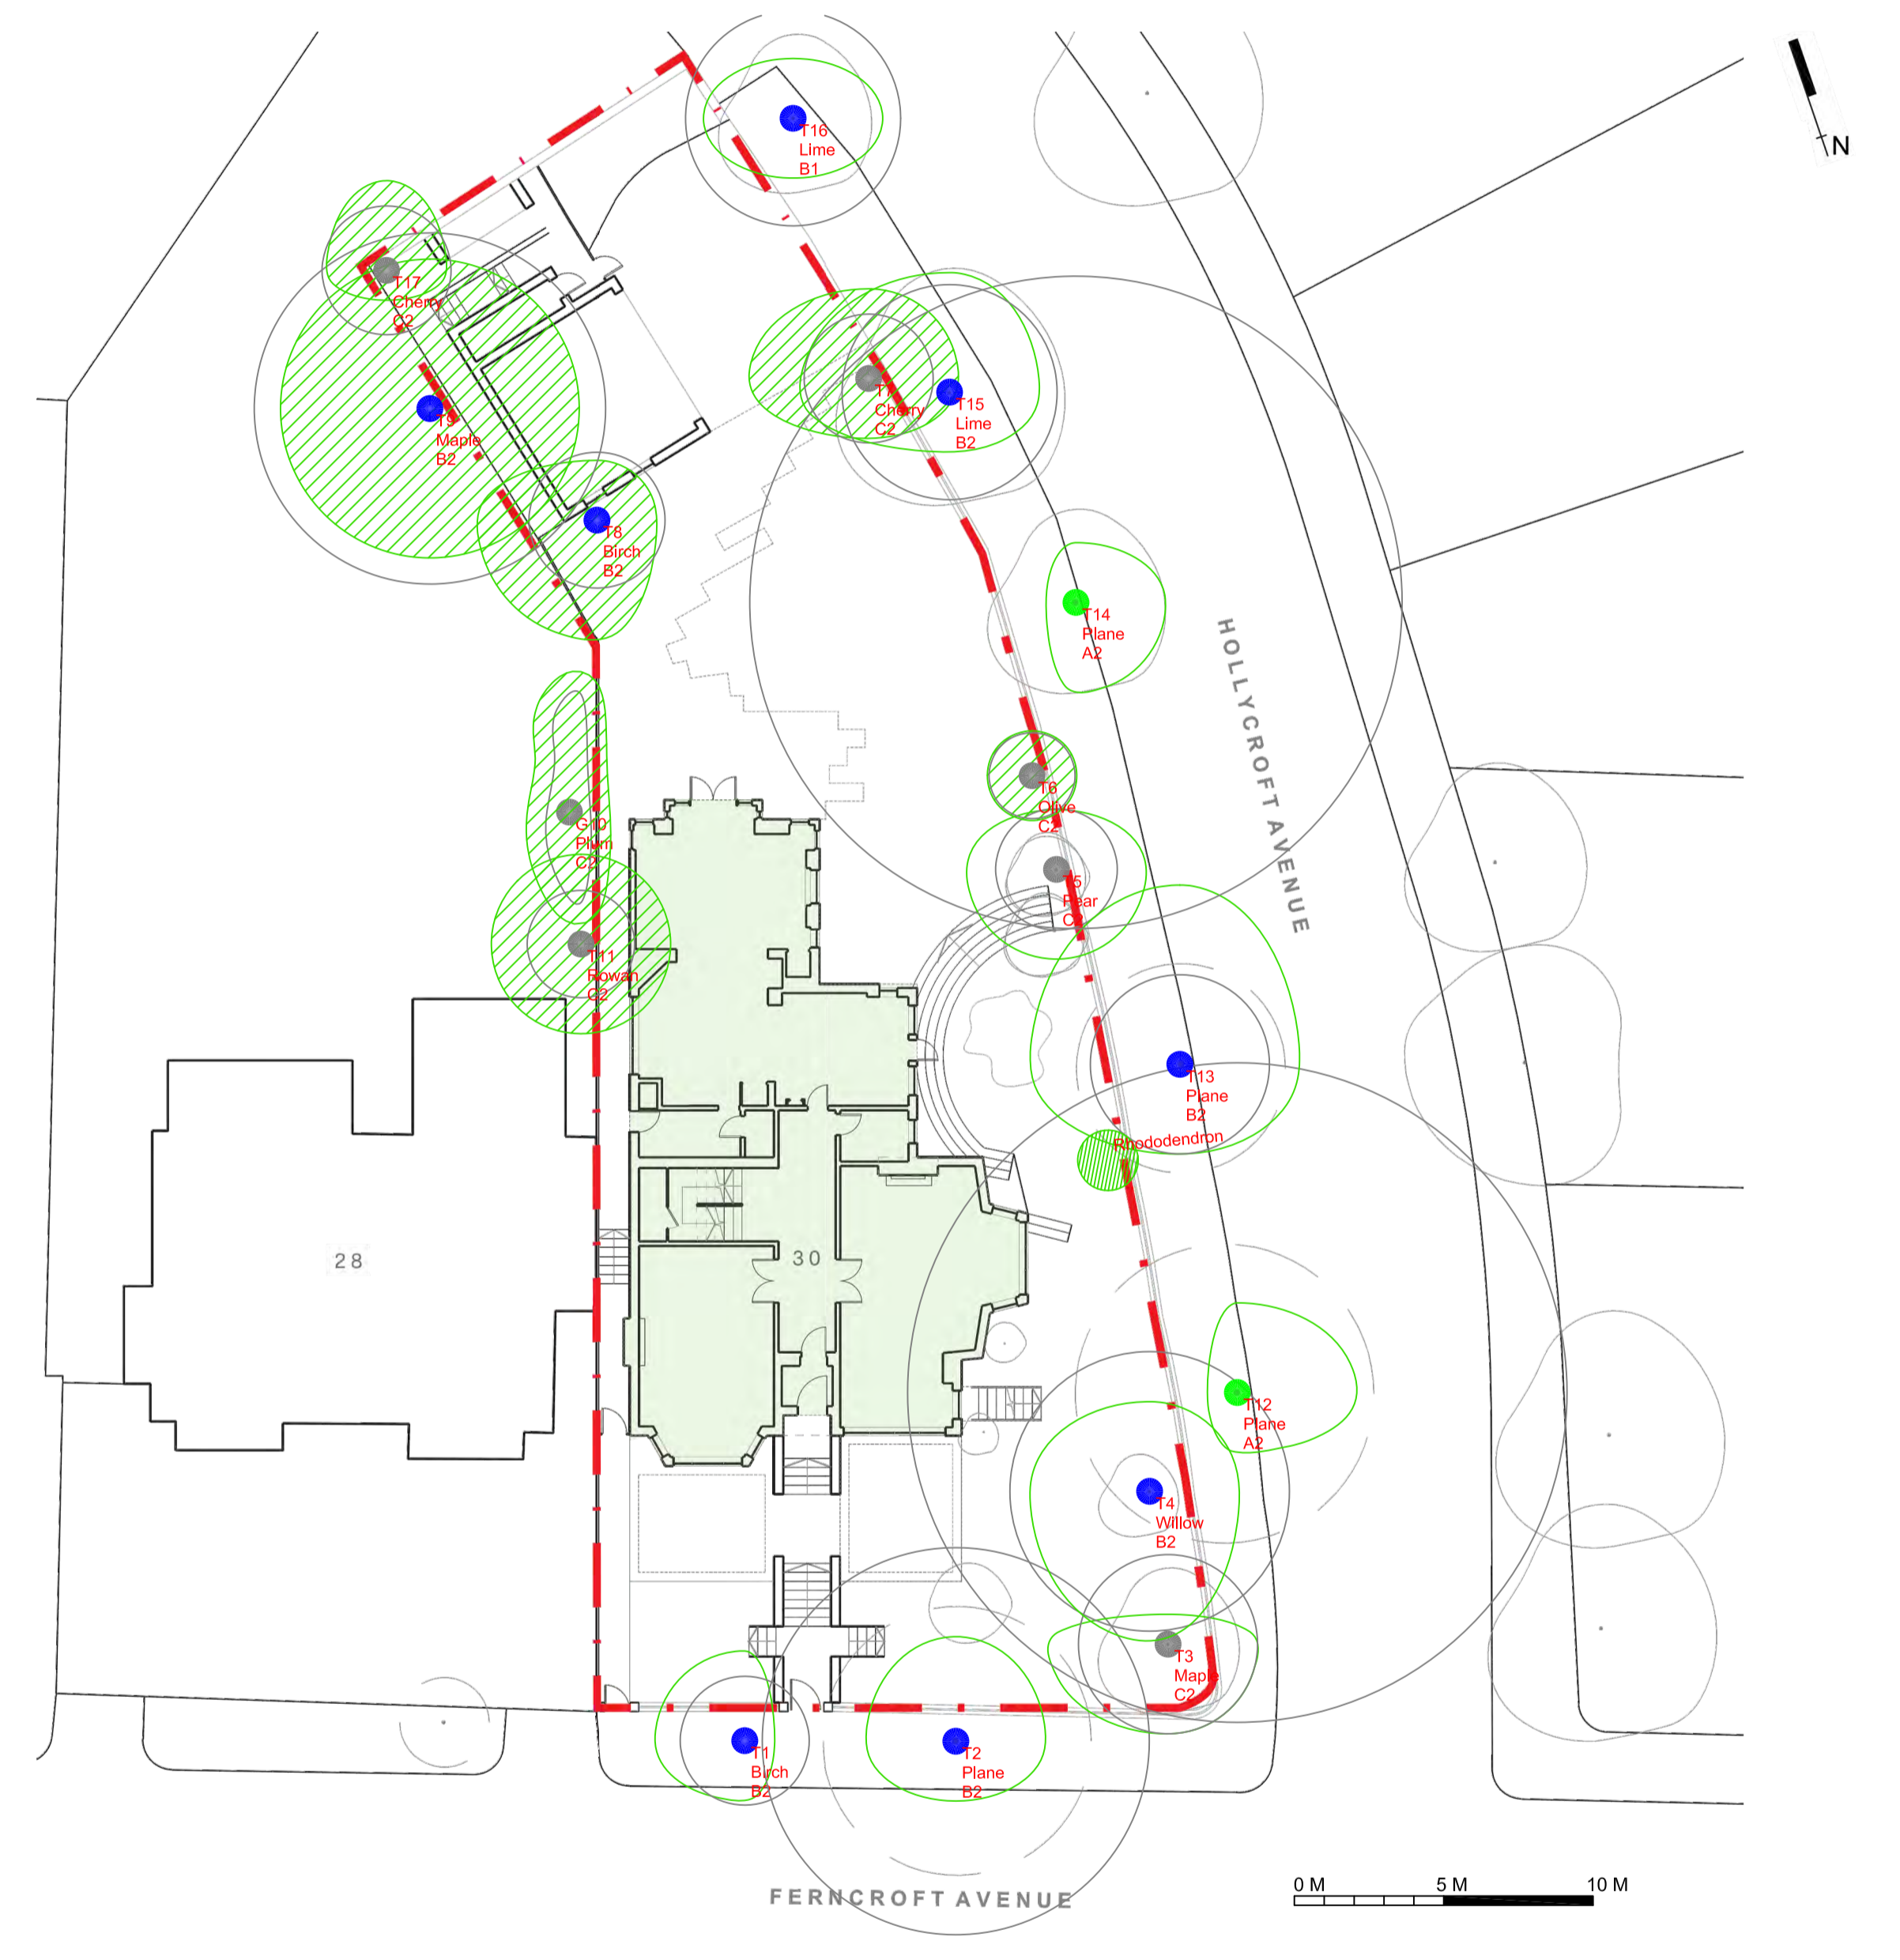 N
T16
Lime
B1
T17
Cherry
C2
T7
Cherry
C2
T15
Lime
B2
T9
Maple
B2
T8
Birch
B2
T14
Plane
A2
HOLLYCROFT AVENUE
T6
Olive
C2
G10
Plum
C2
T5
Pear
C2
T11
Rowan
C2
T13
Plane
B2
Rhododendron
28
30
T12
Plane
A2
T4
Willow
B2
T3
Maple
C2
T1
Birch
B2
T2
Plane
B2
0 M 5 M 10 M
FERNCROFT AVENUE